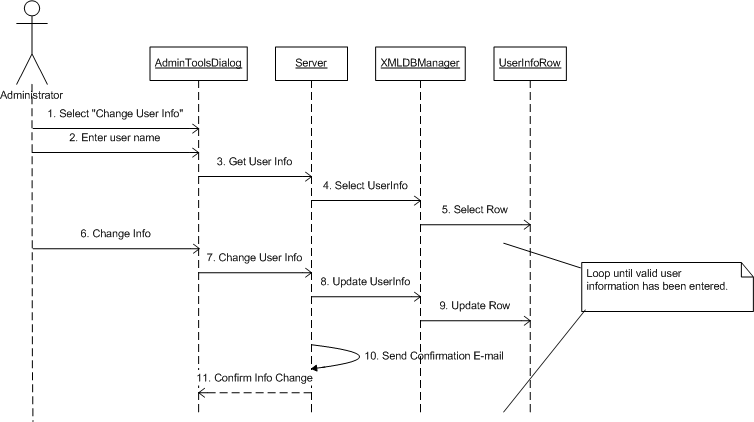 AdminToolsDialog
Server
XMLDBManager
UserInfoRow
Administrator
1. Select "Change User Info"
2. Enter user name
3. Get User Info
4. Select UserInfo
5. Select Row
6. Change Info
7. Change User Info
Loop until valid user
information has been entered.
8. Update UserInfo
9. Update Row
10. Send Confirmation E-mail
11. Confirm Info Change